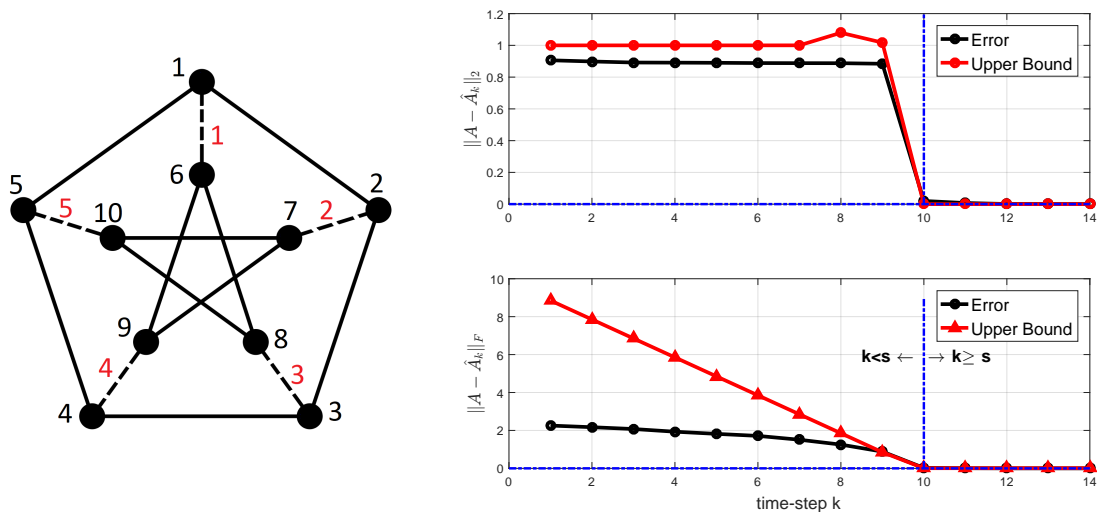 1
1
6
5
2
5
10
7
2
9
8
4
3
4
3
1.2
1
0.8
0.6
0.4
0.2
0
||A − Âₖ||₂
Error
Upper Bound
0 2 4 6 8 10 12 14
10
8
6
4
2
0
||A − Âₖ||F
Error
Upper Bound
k<s ← → k≥ s
0 2 4 6 8 10 12 14
time-step k